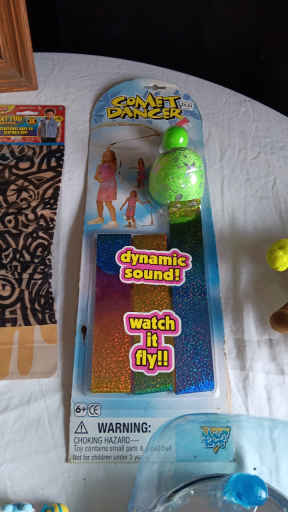 COMET
DANCER
dynamic
sound!
watch
it
fly!!
6+ CE
WARNING:
CHOKING HAZARD—
Toy contains small parts &
Not for children under 3